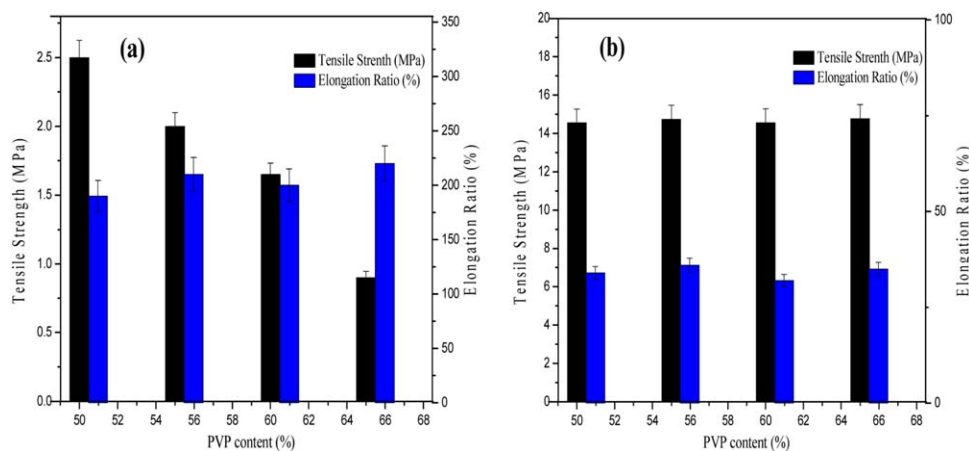 (a)
Tensile Strenth (MPa)
Elongation Ratio (%)
Tensile Strength (MPa)
0.0
0.5
1.0
1.5
2.0
2.5
Elongation Ratio (%)
0
50
100
150
200
250
300
350
50 52 54 56 58 60 62 64 66 68
PVP content (%)
(b)
Tensile Strenth (MPa)
Elongation Ratio (%)
Tensile Strength (MPa)
0
2
4
6
8
10
12
14
16
18
20
Elongation Ratio (%)
0
50
100
50 52 54 56 58 60 62 64 66 68
PVP content (%)